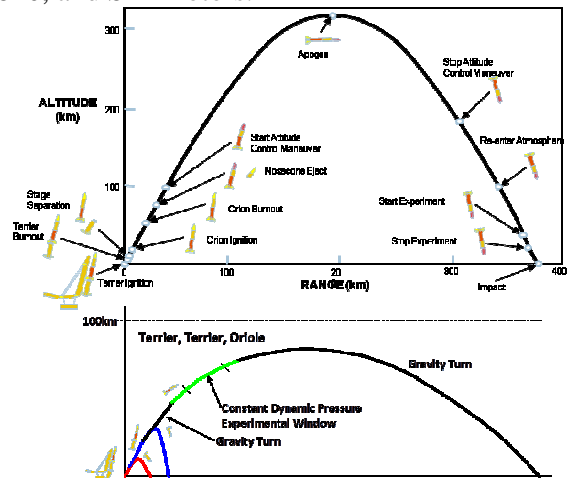 300
Apogee
Stop Attitude
Control Maneuver
ALTITUDE
(km)
200
Start Attitude
Control Maneuver
Re-enter Atmosphere
Nosecone Eject
100
Stage
Separation
Start Experiment
Orion Burnout
Terrier
Burnout
Orion Ignition
Stop Experiment
Terrier Ignition
0
100
20
300
400
RANGE (km)
Impact
100km
Terrier, Terrier, Oriole
Gravity Turn
Constant Dynamic Pressure
Experimental Window
Gravity Turn